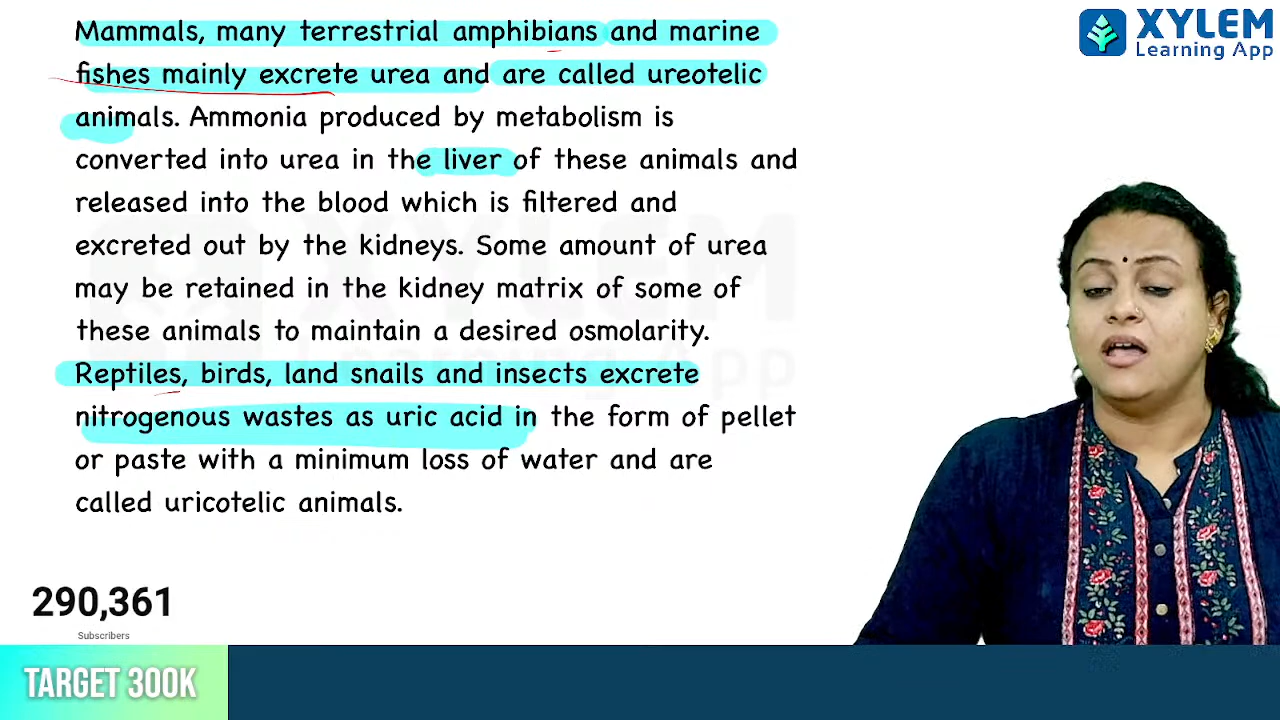 Mammals, many terrestrial amphibians and marine
fishes mainly excrete urea and are called ureotelic
animals. Ammonia produced by metabolism is
converted into urea in the liver of these animals and
released into the blood which is filtered and
excreted out by the kidneys. Some amount of urea
may be retained in the kidney matrix of some of
these animals to maintain a desired osmolarity.
Reptiles, birds, land snails and insects excrete
nitrogenous wastes as uric acid in the form of pellet
or paste with a minimum loss of water and are
called uricotelic animals.
XYLEM
Learning App
XYLEM
Learning App
290,361
Subscribers
TARGET 300K